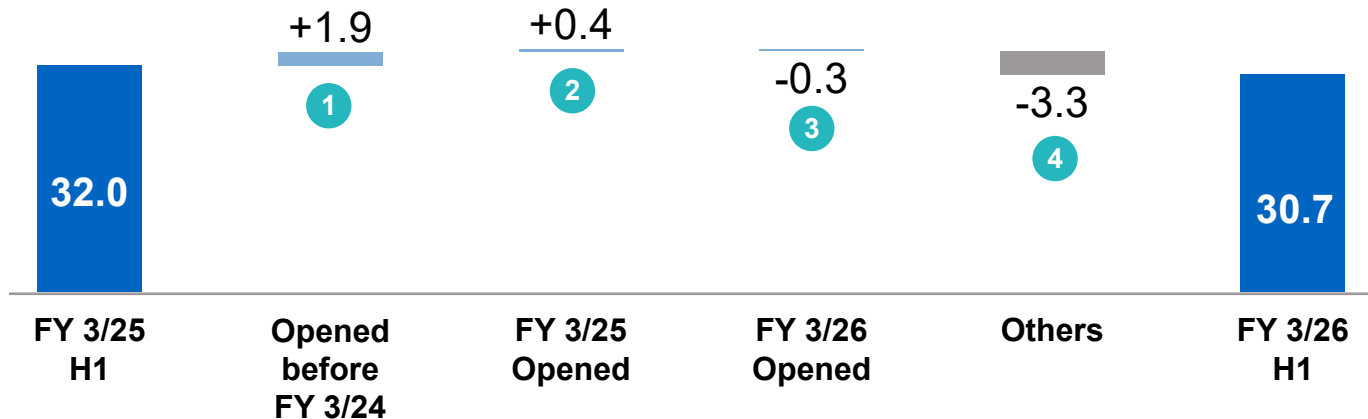 +1.9
+0.4
-0.3
-3.3
1
2
3
4
32.0
30.7
FY 3/25
H1
Opened
before
FY 3/24
FY 3/25
Opened
FY 3/26
Opened
Others
FY 3/26
H1